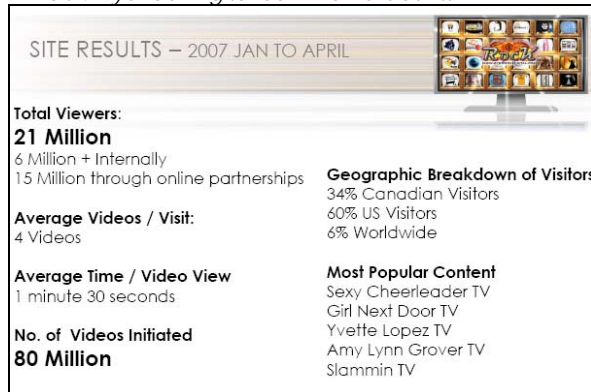 SITE RESULTS – 2007 JAN TO APRIL
Total Viewers:
21 Million
6 Million + Internally
15 Million through online partnerships
Average Videos / Visit:
4 Videos
Average Time / Video View
1 minute 30 seconds
No. of Videos Initiated
80 Million
Geographic Breakdown of Visitors
34% Canadian Visitors
60% US Visitors
6% Worldwide
Most Popular Content
Sexy Cheerleader TV
Girl Next Door TV
Yvette Lopez TV
Amy Lynn Grover TV
Slammin TV